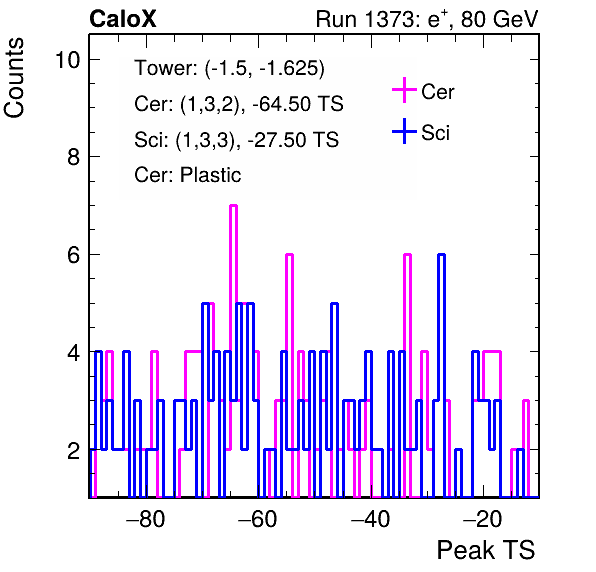 CaloX Run 1373: e+, 80 GeV
Counts
Tower: (-1.5, -1.625)
Cer: (1,3,2), -64.50 TS
Sci: (1,3,3), -27.50 TS
Cer: Plastic
Cer
Sci
10
8
6
4
2
−80 −60 −40 −20
Peak TS